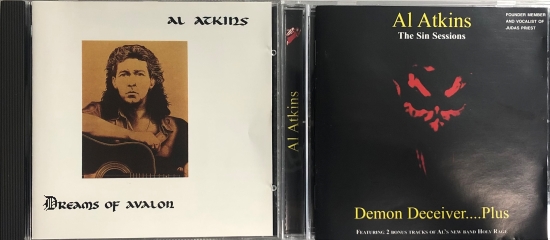 AL ATKINS
DREAMS OF AVALON
Al Atkins
Al Atkins
The Sin Sessions
FOUNDER MEMBER
AND VOCALIST OF
JUDAS PRIEST
Demon Deceiver....Plus
FEATURING 2 BONUS TRACKS OF AL'S NEW BAND HOLY RAGE